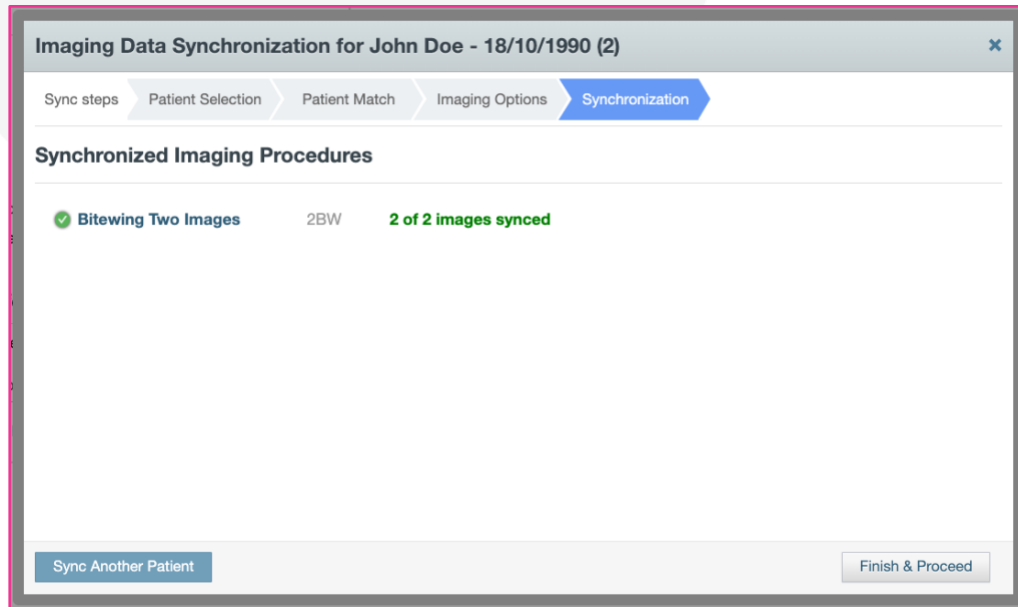 Imaging Data Synchronization for John Doe - 18/10/1990 (2)
Sync steps Patient Selection Patient Match Imaging Options Synchronization
Synchronized Imaging Procedures
Bitewing Two Images 2BW 2 of 2 images synced
Sync Another Patient Finish & Proceed